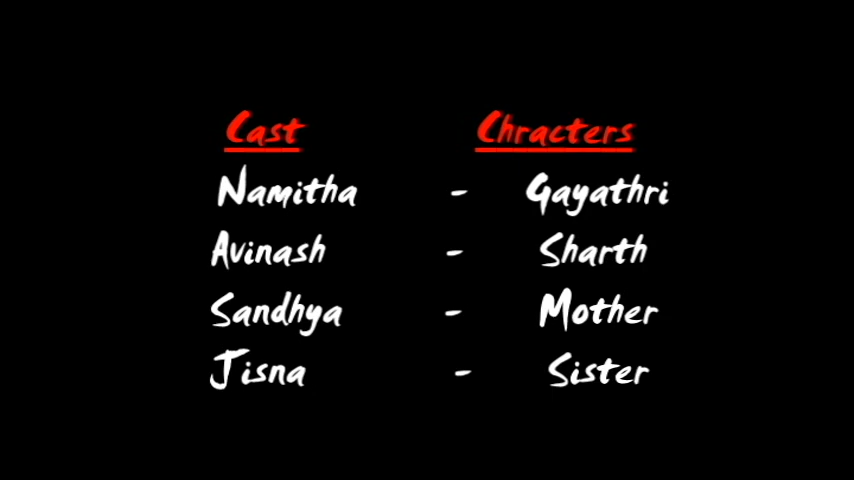 Cast Chracters
Namitha - Gayathri
Avinash - Sharth
Sandhya - Mother
Jisna - Sister